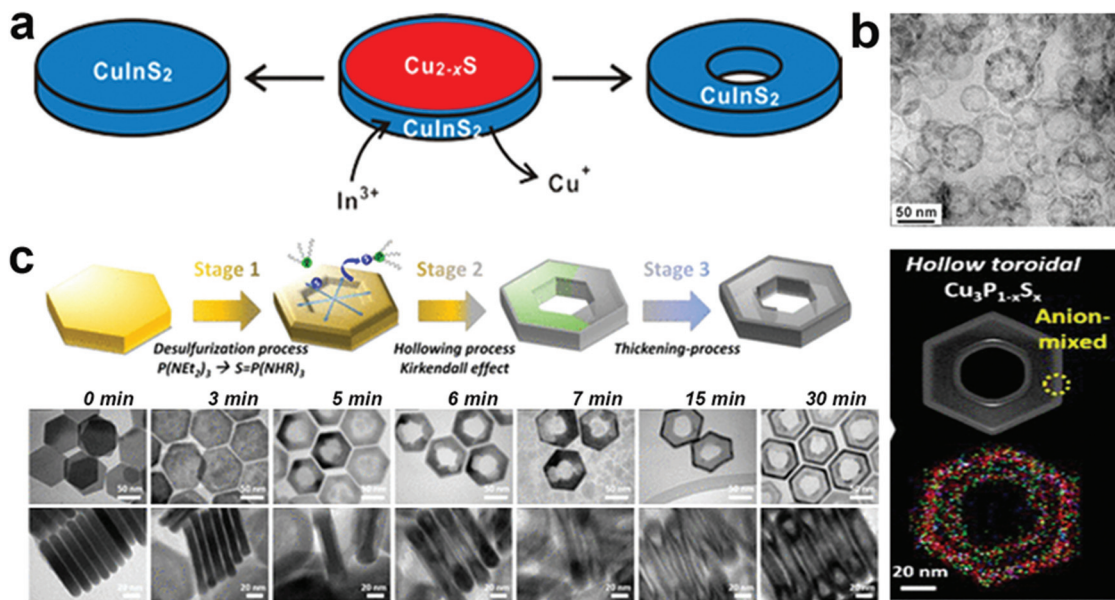 a
CuInS2
Cu2-xS
CuInS2
CuInS2
In3+
Cu+
b
50 nm
c
Stage 1
Stage 2
Stage 3
Desulfurization process
P(NEt2)3 → S=P(NHR)3
Hollowing process
Kirkendall effect
Thickening-process
0 min
3 min
5 min
6 min
7 min
15 min
30 min
50 nm
50 nm
50 nm
50 nm
50 nm
50 nm
20 nm
20 nm
20 nm
20 nm
20 nm
20 nm
20 nm
Hollow toroidal
Cu3P1-xSx
Anion-
mixed
20 nm